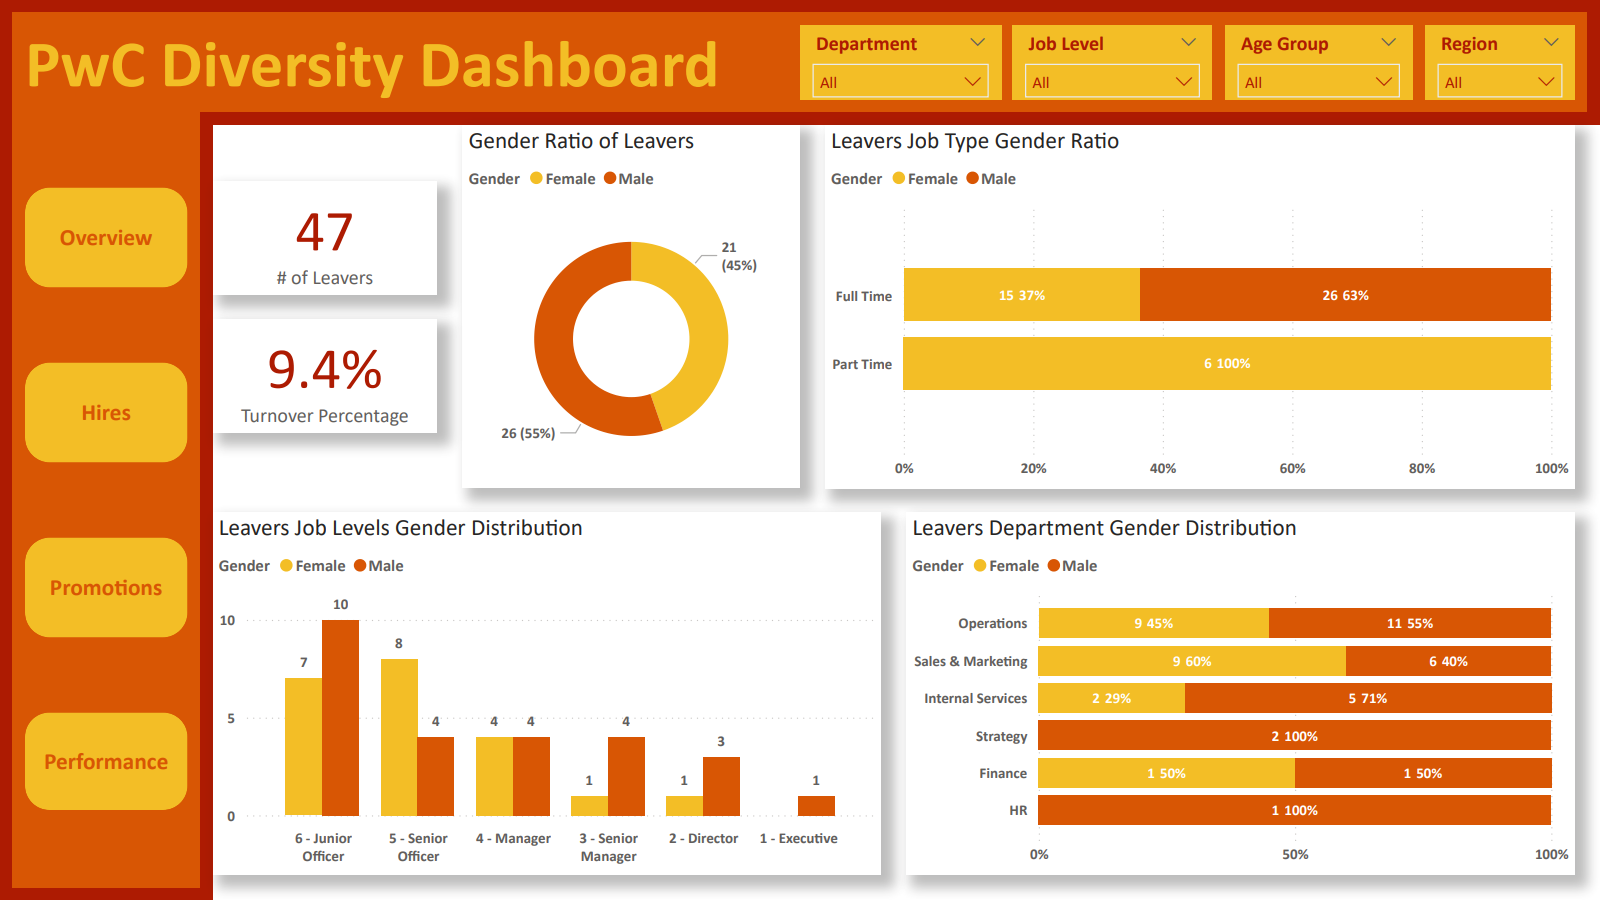 PwC Diversity Dashboard
Department
All
Job Level
All
Age Group
All
Region
All
Overview
Hires
Promotions
Performance
47
# of Leavers
9.4%
Turnover Percentage
Gender Ratio of Leavers
Gender Female Male
21
(45%)
26 (55%)
Leavers Job Type Gender Ratio
Gender Female Male
Full Time 15 37% 26 63%
Part Time 6 100%
0% 20% 40% 60% 80% 100%
Leavers Job Levels Gender Distribution
Gender Female Male
10
5
0
7 10
8 4
4 4
1 4
1 3
1
6 - Junior
Officer
5 - Senior
Officer
4 - Manager
3 - Senior
Manager
2 - Director
1 - Executive
Leavers Department Gender Distribution
Gender Female Male
Operations 9 45% 11 55%
Sales & Marketing 9 60% 6 40%
Internal Services 2 29% 5 71%
Strategy 2 100%
Finance 1 50% 1 50%
HR 1 100%
0% 50% 100%